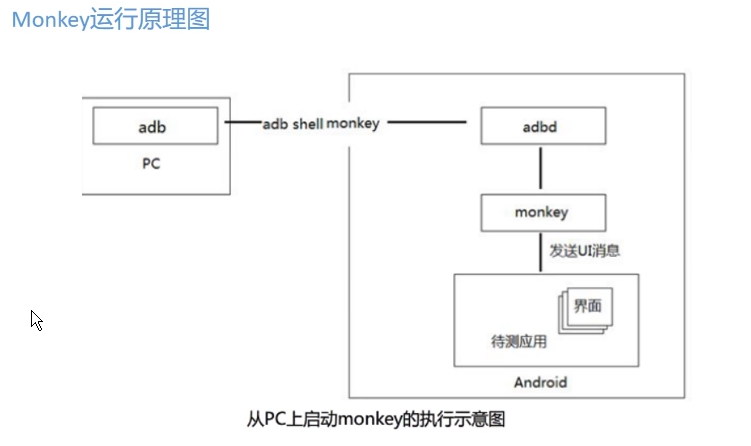 Monkey运行原理图
adb
PC
adb shell monkey
adbd
monkey
发送UI消息
界面
待测应用
Android
从PC上启动monkey的执行示意图